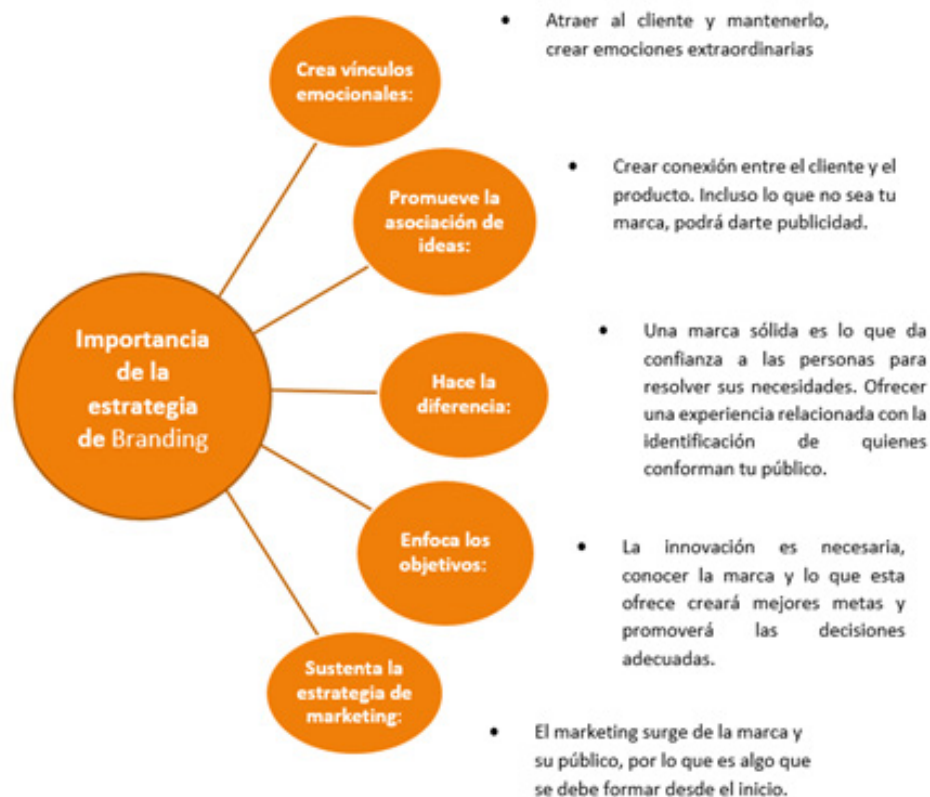 Importancia
de la
estrategia
de Branding
Crea vínculos
emocionales:
• Atraer al cliente y mantenerlo,
crear emociones extraordinarias
Promueve la
asociación de
ideas:
• Crear conexión entre el cliente y el
producto. Incluso lo que no sea tu
marca, podrá darte publicidad.
Hace la
diferencia:
• Una marca sólida es lo que da
confianza a las personas para
resolver sus necesidades. Ofrecer
una experiencia relacionada con la
identificación de quienes
conforman tu público.
Enfoca los
objetivos:
• La innovación es necesaria,
conocer la marca y lo que esta
ofrece creará mejores metas y
promoverá las decisiones
adecuadas.
Sustenta la
estrategia de
marketing:
• El marketing surge de la marca y
su público, por lo que es algo que
se debe formar desde el inicio.